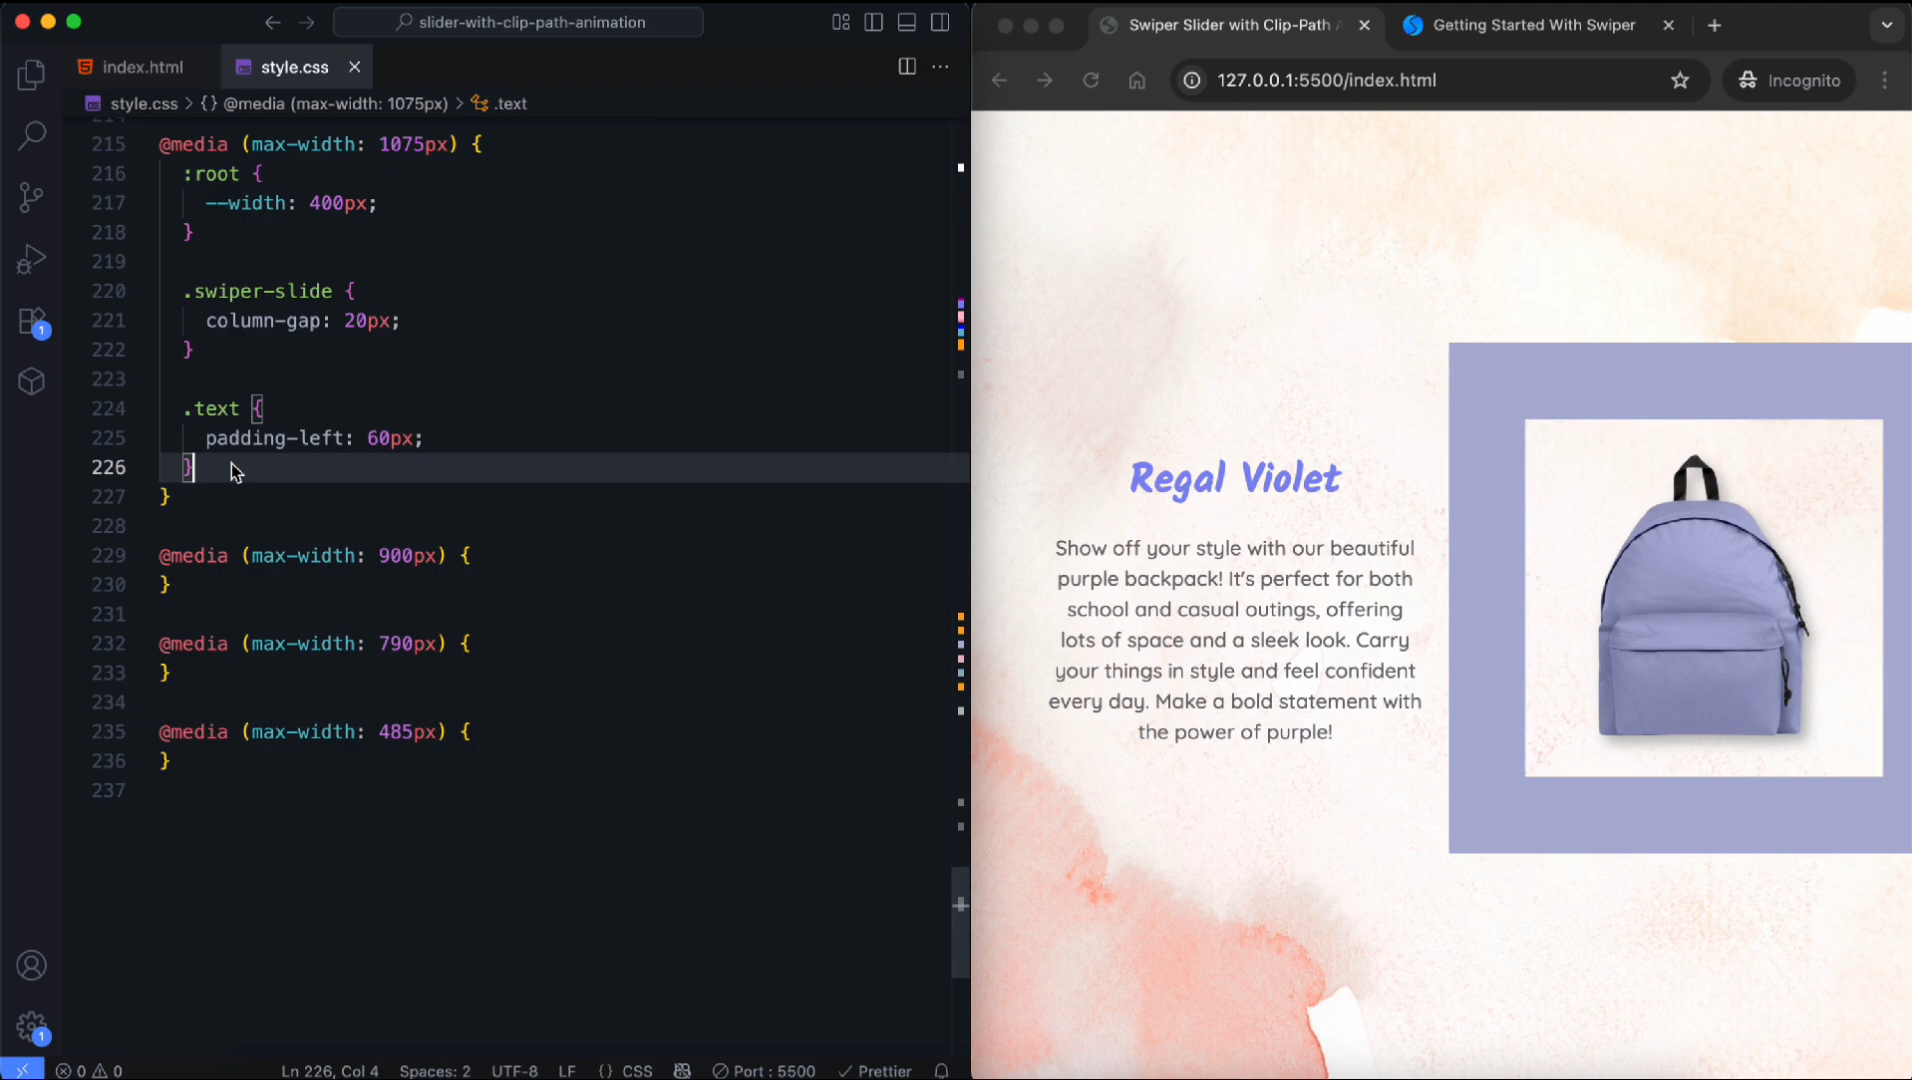 slider-with-clip-path-animation
index.html
style.css
style.css > {} @media (max-width: 1075px) > .text
215 @media (max-width: 1075px) {
216 :root {
217 --width: 400px;
218 }
219
220 .swiper-slide {
221 column-gap: 20px;
222 }
223
224 .text {
225 padding-left: 60px;
226 }
227 }
228
229 @media (max-width: 900px) {
230 }
231
232 @media (max-width: 790px) {
233 }
234
235 @media (max-width: 485px) {
236 }
237
1
1
0 0
Ln 226, Col 4
Spaces: 2
UTF-8
LF
{} CSS
Port : 5500
Prettier
Swiper Slider with Clip-Path
Getting Started With Swiper
127.0.0.1:5500/index.html
Incognito
Regal Violet
Show off your style with our beautiful
purple backpack! It's perfect for both
school and casual outings, offering
lots of space and a sleek look. Carry
your things in style and feel confident
every day. Make a bold statement with
the power of purple!